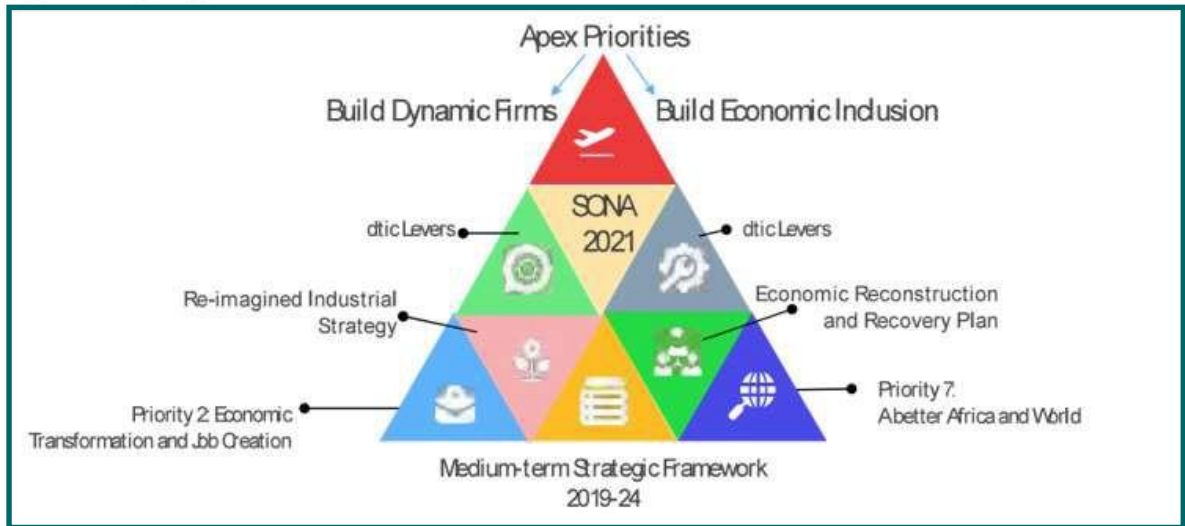 Apex Priorities
Build Dynamic Firms
Build Economic Inclusion
SONA
2021
dtic Levers
dtic Levers
Re-imagined Industrial
Strategy
Economic Reconstruction
and Recovery Plan
Priority 2: Economic
Transformation and Job Creation
Priority 7:
Abetter Africa and World
Medium-term Strategic Framework
2019-24